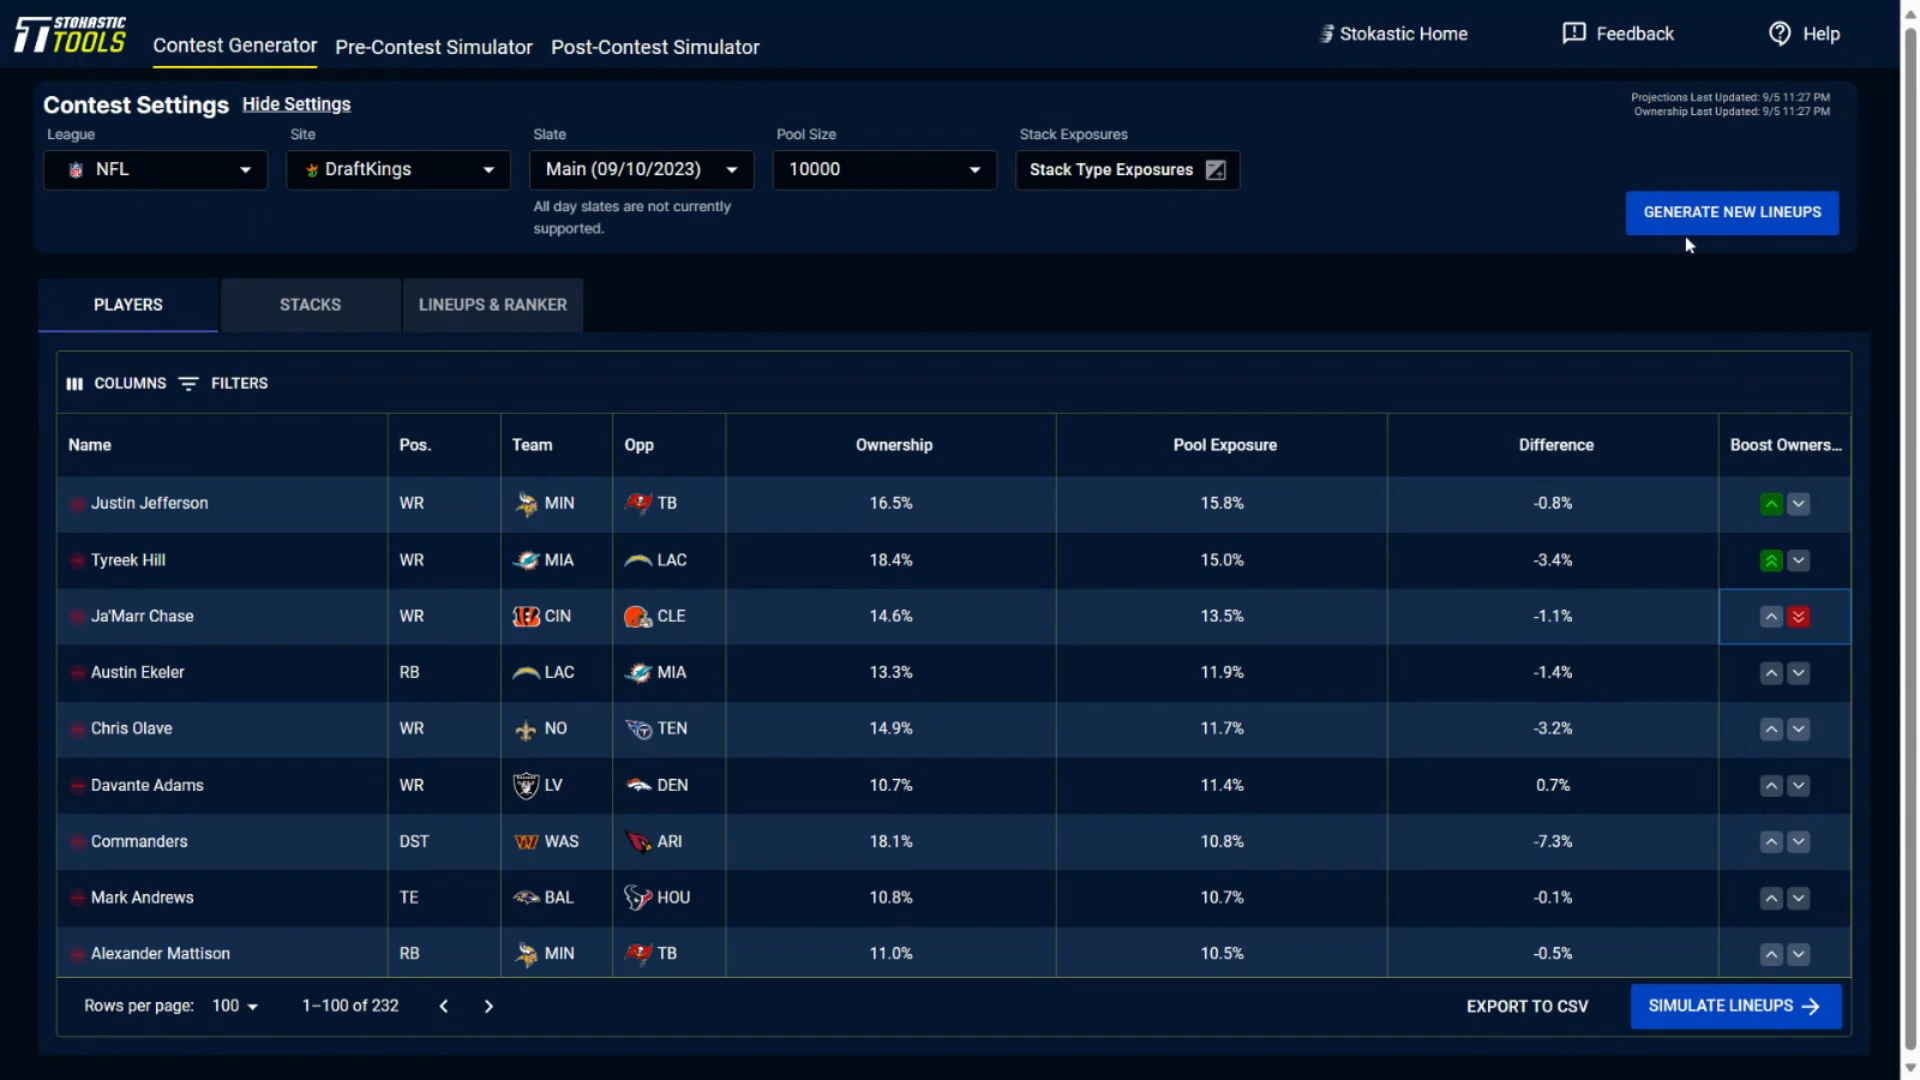 STOKASTIC
TOOLS
Contest Generator
Pre-Contest Simulator
Post-Contest Simulator
Stokastic Home
Feedback
Help
Contest Settings Hide Settings
Projections Last Updated: 9/5 11:27 PM
Ownership Last Updated: 9/5 11:27 PM
League Site Slate Pool Size Stack Exposures
NFL DraftKings Main (09/10/2023) 10000 Stack Type Exposures
All day slates are not currently
supported.
GENERATE NEW LINEUPS
PLAYERS STACKS LINEUPS & RANKER
COLUMNS FILTERS
Name Pos. Team Opp Ownership Pool Exposure Difference Boost Owners...
Justin Jefferson WR MIN TB 16.5% 15.8% -0.8%
Tyreek Hill WR MIA LAC 18.4% 15.0% -3.4%
Ja'Marr Chase WR CIN CLE 14.6% 13.5% -1.1%
Austin Ekeler RB LAC MIA 13.3% 11.9% -1.4%
Chris Olave WR NO TEN 14.9% 11.7% -3.2%
Davante Adams WR LV DEN 10.7% 11.4% 0.7%
Commanders DST WAS ARI 18.1% 10.8% -7.3%
Mark Andrews TE BAL HOU 10.8% 10.7% -0.1%
Alexander Mattison RB MIN TB 11.0% 10.5% -0.5%
Rows per page: 100 1–100 of 232 EXPORT TO CSV SIMULATE LINEUPS